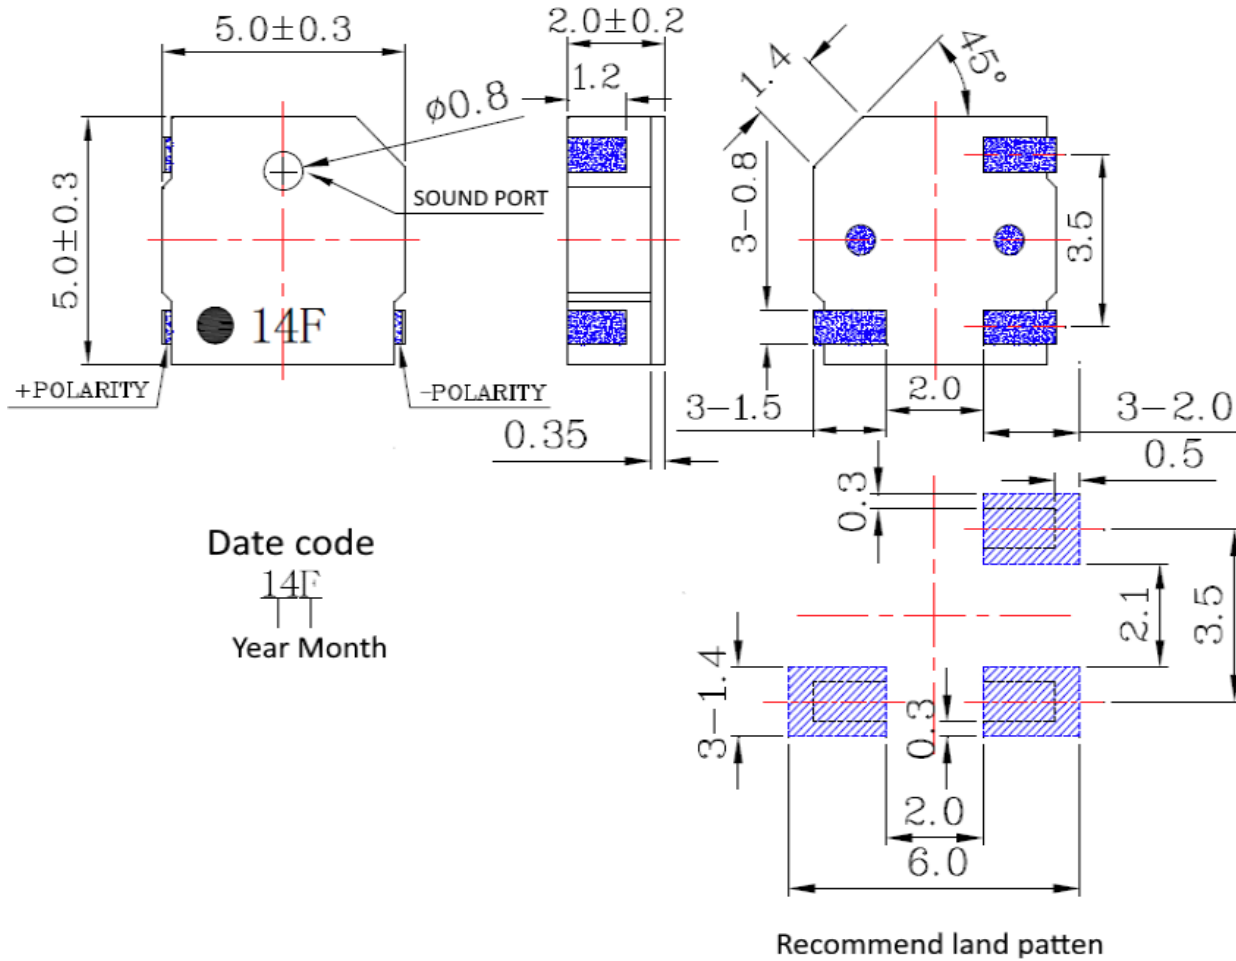 5.0±0.3
2.0±0.2
1.2
1.4
45°
ø0.8
SOUND PORT
5.0±0.3
3-0.8
3.5
14F
+POLARITY
-POLARITY
0.35
2.0
3-1.5
3-2.0
0.5
0.3
Date code
14F
Year Month
2.1
3.5
3-1.4
0.3
2.0
6.0
Recommend land patten